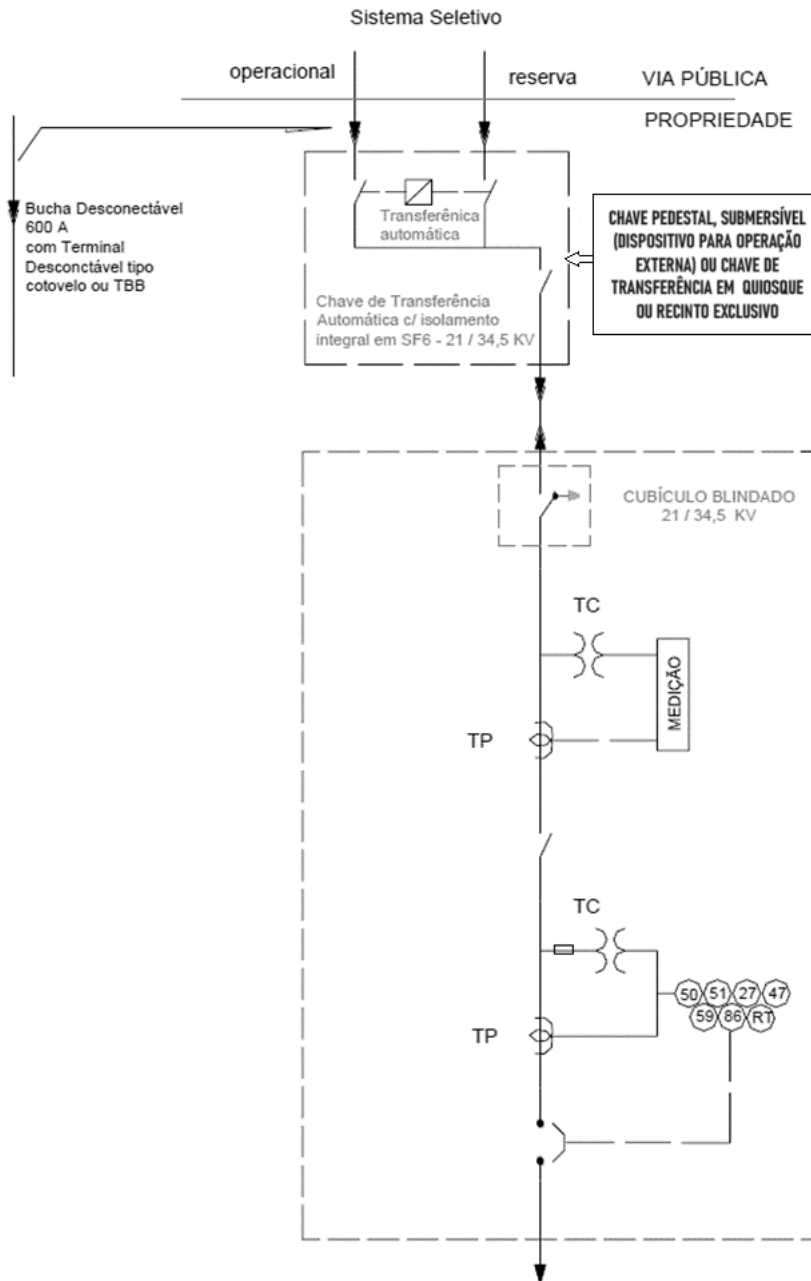 Sistema Seletivo
operacional
reserva
VIA PÚBLICA
PROPRIEDADE
Bucha Desconectável
600 A
com Terminal
Desconctável tipo
cotovelo ou TBB
Transferênica
automática
Chave de Transferência
Automática c/ isolamento
integral em SF6 - 21 / 34,5 KV
CHAVE PEDESTAL, SUBMERSÍVEL
(DISPOSITIVO PARA OPERAÇÃO
EXTERNA) OU CHAVE DE
TRANSFERÊNCIA EM QUIOSQUE
OU RECINTO EXCLUSIVO
CUBÍCULO BLINDADO
21 / 34,5 KV
TC
MEDIÇÃO
TP
TC
50 51 27 47
59 86 RT
TP